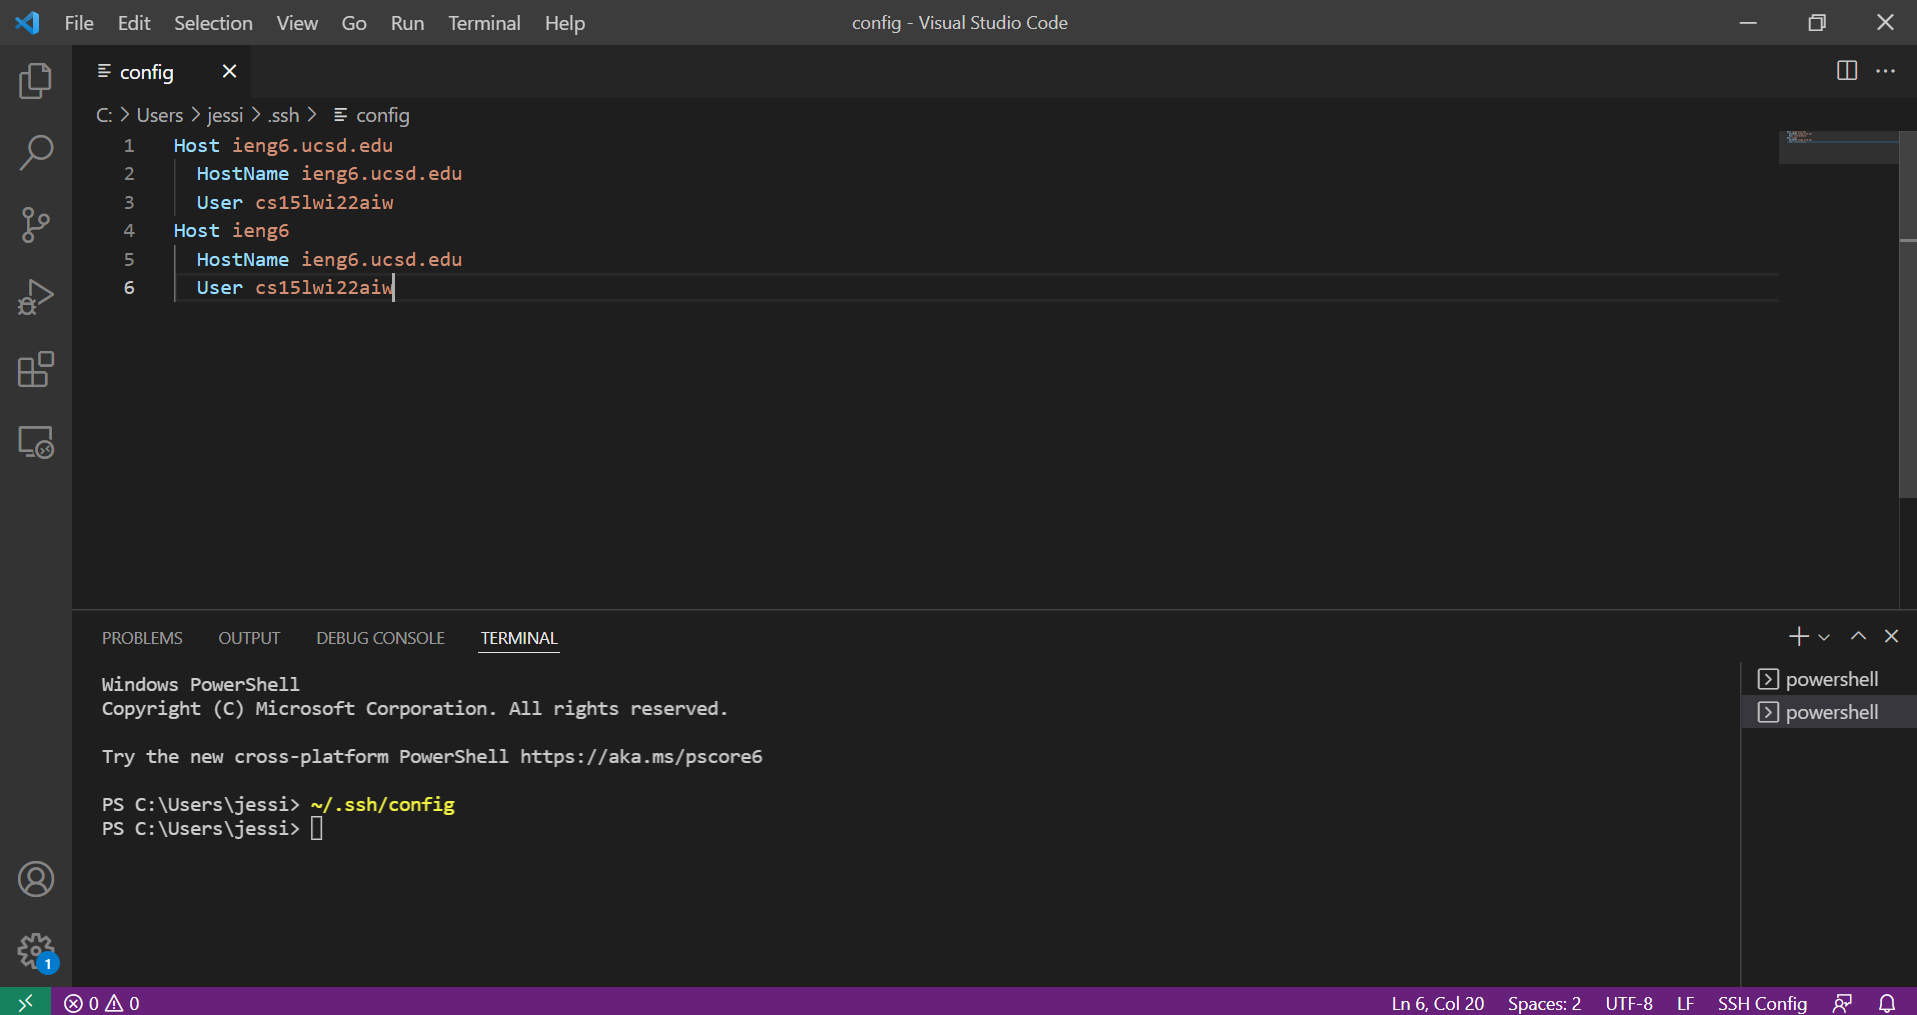 File Edit Selection View Go Run Terminal Help config - Visual Studio Code
config
C: Users jessi .ssh config
1 Host ieng6.ucsd.edu
2 HostName ieng6.ucsd.edu
3 User cs15lwi22aiw
4 Host ieng6
5 HostName ieng6.ucsd.edu
6 User cs15lwi22aiw
PROBLEMS OUTPUT DEBUG CONSOLE TERMINAL
Windows PowerShell
Copyright (C) Microsoft Corporation. All rights reserved.
Try the new cross-platform PowerShell https://aka.ms/pscore6
PS C:\Users\jessi> ~/.ssh/config
PS C:\Users\jessi>
powershell
powershell
1
0 0 Ln 6, Col 20 Spaces: 2 UTF-8 LF SSH Config